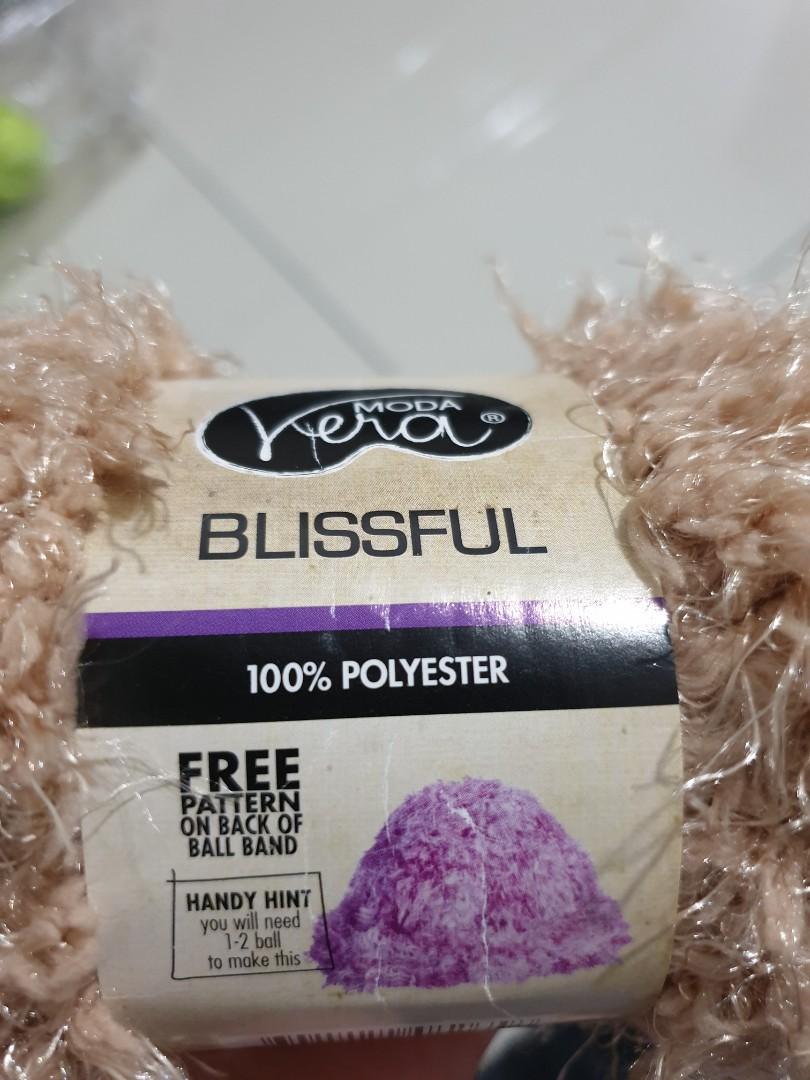 MODA
Vera®
BLISSFUL
100% POLYESTER
FREE
PATTERN
ON BACK OF
BALL BAND
HANDY HINT
you will need
1-2 ball
to make this